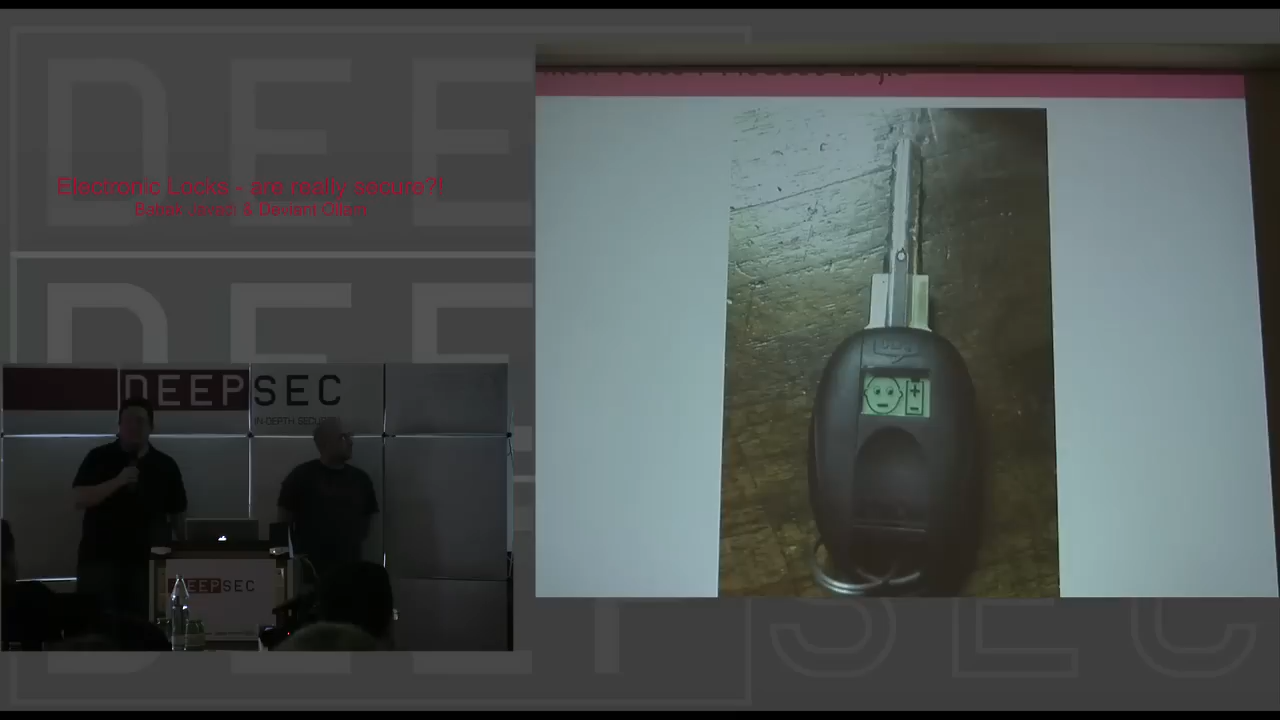 Electronic Locks - are really secure?!
Babak Javadi & Deviant Ollam
DEEPSEC
IN-DEPTH SECURITY
DEEPSEC